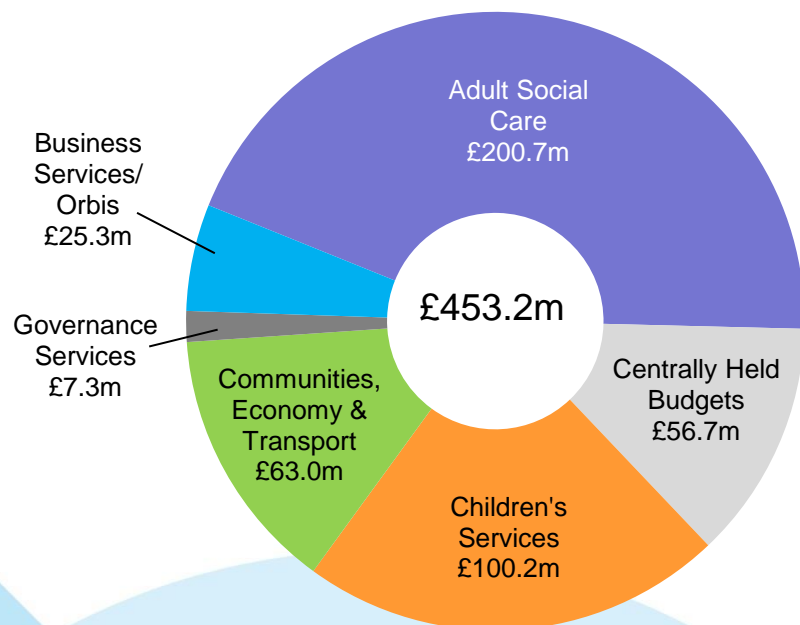 Adult Social
Care
£200.7m
Business
Services/
Orbis
£25.3m
£453.2m
Governance
Services
£7.3m
Centrally Held
Budgets
£56.7m
Communities,
Economy &
Transport
£63.0m
Children's
Services
£100.2m